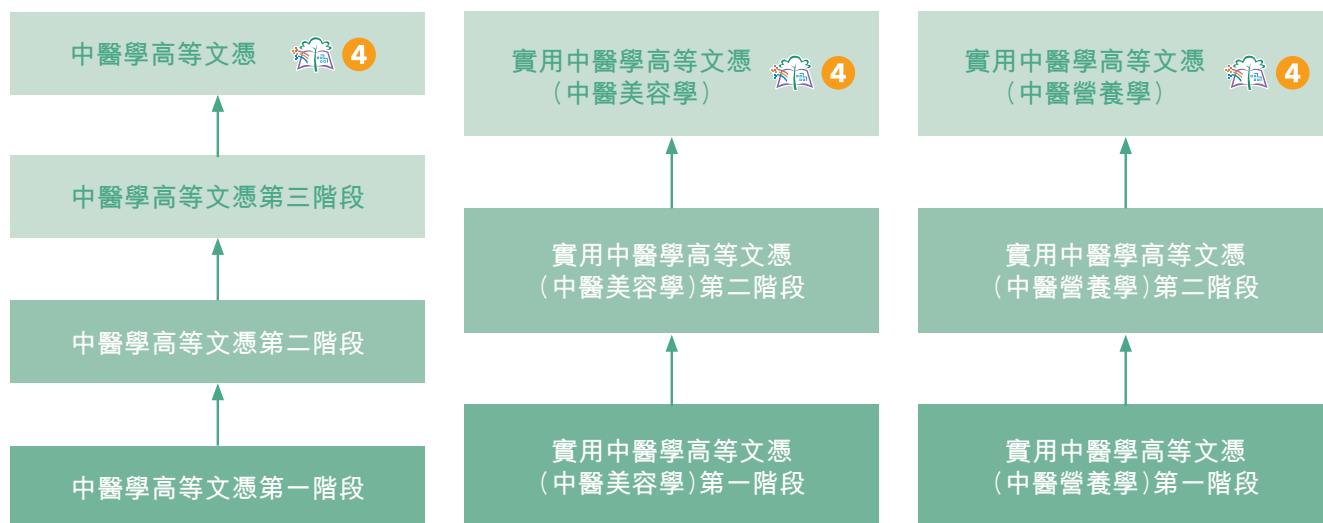 中醫學高等文憑 4
中醫學高等文憑第三階段
中醫學高等文憑第二階段
中醫學高等文憑第一階段
實用中醫學高等文憑
（中醫美容學） 4
實用中醫學高等文憑
（中醫美容學）第二階段
實用中醫學高等文憑
（中醫美容學）第一階段
實用中醫學高等文憑
（中醫營養學） 4
實用中醫學高等文憑
（中醫營養學）第二階段
實用中醫學高等文憑
（中醫營養學）第一階段